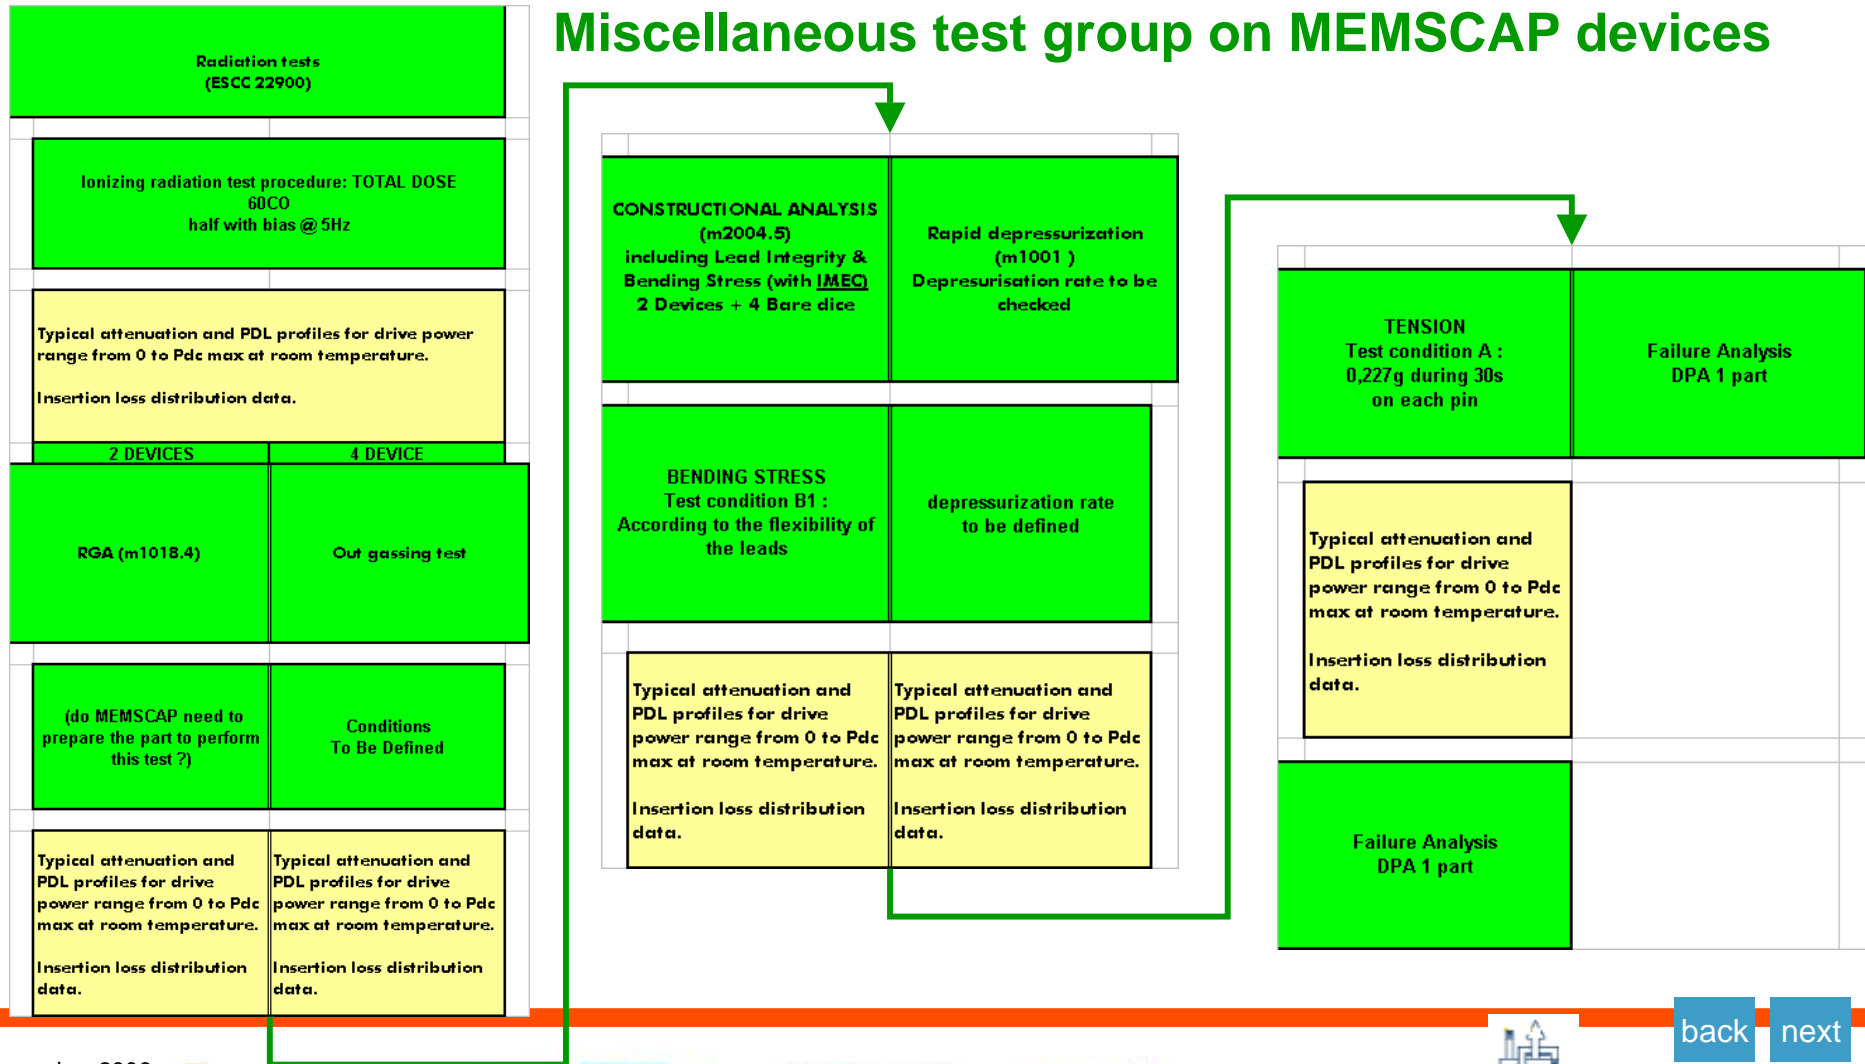 Miscellaneous test group on MEMSCAP devices
Radiation tests
(ESCC 22900)
Ionizing radiation test procedure: TOTAL DOSE
60CO
half with bias @ 5Hz
Typical attenuation and PDL profiles for drive power
range from 0 to Pdc max at room temperature.
Insertion loss distribution data.
2 DEVICES
4 DEVICE
RGA (m1018.4)
Out gassing test
(do MEMSCAP need to
prepare the part to perform
this test ?)
Conditions
To Be Defined
Typical attenuation and
PDL profiles for drive
power range from 0 to Pdc
max at room temperature.
Insertion loss distribution
data.
Typical attenuation and
PDL profiles for drive
power range from 0 to Pdc
max at room temperature.
Insertion loss distribution
data.
CONSTRUCTIONAL ANALYSIS
(m2004.5)
including Lead Integrity &
Bending Stress (with IMEC)
2 Devices + 4 Bare dice
Rapid depressurization
(m1001 )
Depresurisation rate to be
checked
BENDING STRESS
Test condition B1 :
According to the flexibility of
the leads
depressurization rate
to be defined
Typical attenuation and
PDL profiles for drive
power range from 0 to Pdc
max at room temperature.
Insertion loss distribution
data.
Typical attenuation and
PDL profiles for drive
power range from 0 to Pdc
max at room temperature.
Insertion loss distribution
data.
TENSION
Test condition A :
0,227g during 30s
on each pin
Failure Analysis
DPA 1 part
Typical attenuation and
PDL profiles for drive
power range from 0 to Pdc
max at room temperature.
Insertion loss distribution
data.
Failure Analysis
DPA 1 part
back
next